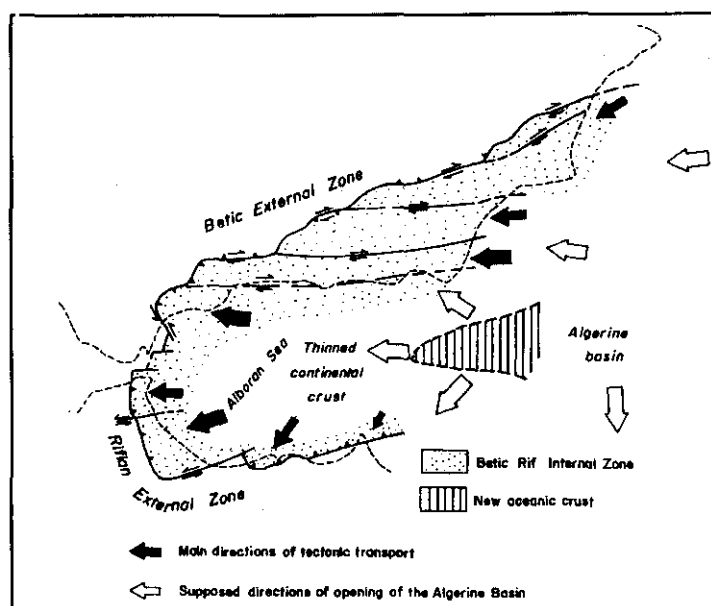 Betic External Zone
Alboran Sea
Thinned
continental
crust
Algerine
basin
Rifian
External Zone
Betic Rif Internal Zone
New oceanic crust
Main directions of tectonic transport
Supposed directions of opening of the Algerine Basin